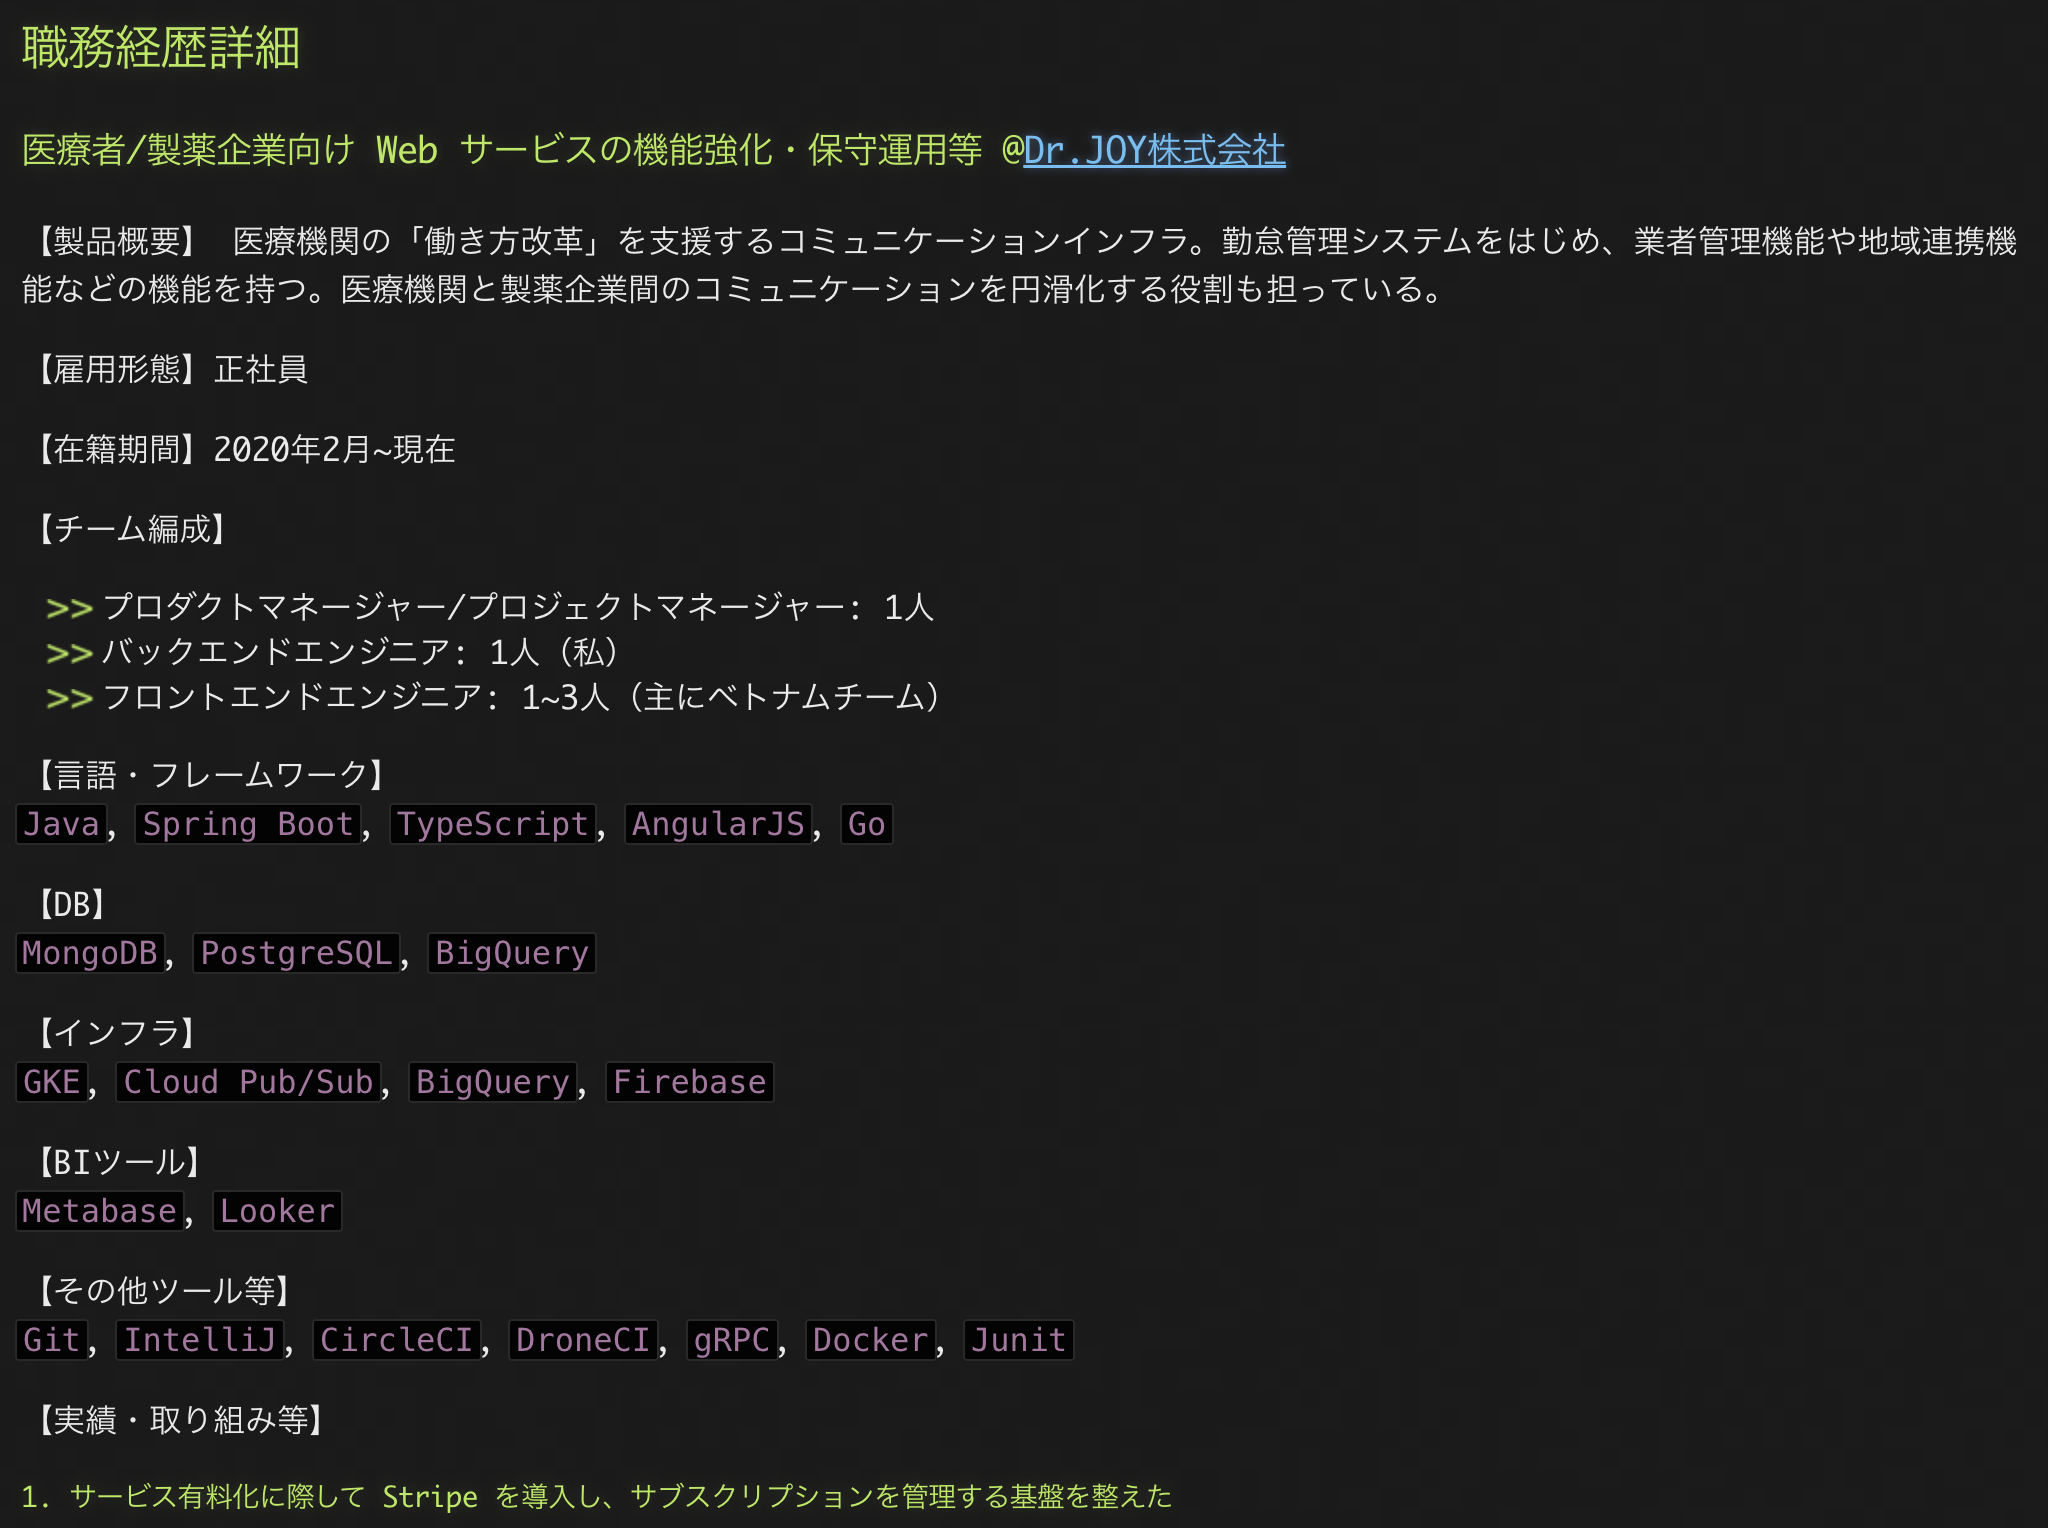 職務経歴詳細
医療者/製薬企業向け Web サービスの機能強化・保守運用等 @Dr.JOY株式会社
【製品概要】 医療機関の「働き方改革」を支援するコミュニケーションインフラ。勤怠管理システムをはじめ、業者管理機能や地域連携機
能などの機能を持つ。医療機関と製薬企業間のコミュニケーションを円滑化する役割も担っている。
【雇用形態】正社員
【在籍期間】2020年2月~現在
【チーム編成】
>> プロダクトマネージャー/プロジェクトマネージャー: 1人
>> バックエンドエンジニア: 1人（私）
>> フロントエンドエンジニア: 1~3人（主にベトナムチーム）
【言語・フレームワーク】
Java, Spring Boot, TypeScript, AngularJS, Go
【DB】
MongoDB, PostgreSQL, BigQuery
【インフラ】
GKE, Cloud Pub/Sub, BigQuery, Firebase
【BIツール】
Metabase, Looker
【その他ツール等】
Git, IntelliJ, CircleCI, DroneCI, gRPC, Docker, Junit
【実績・取り組み等】
1. サービス有料化に際して Stripe を導入し、サブスクリプションを管理する基盤を整えた